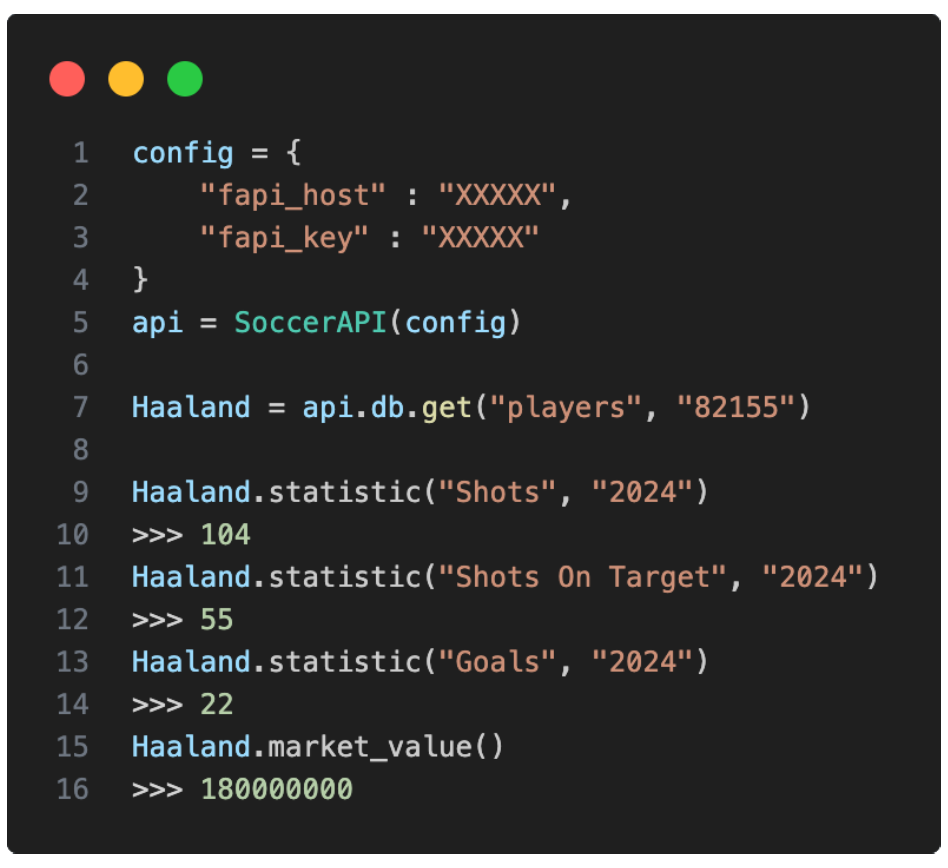 1 config = {
2     "fapi_host" : "XXXXX",
3     "fapi_key" : "XXXXX"
4 }
5 api = SoccerAPI(config)
6
7 Haaland = api.db.get("players", "82155")
8
9 Haaland.statistic("Shots", "2024")
10 >>> 104
11 Haaland.statistic("Shots On Target", "2024")
12 >>> 55
13 Haaland.statistic("Goals", "2024")
14 >>> 22
15 Haaland.market_value()
16 >>> 180000000